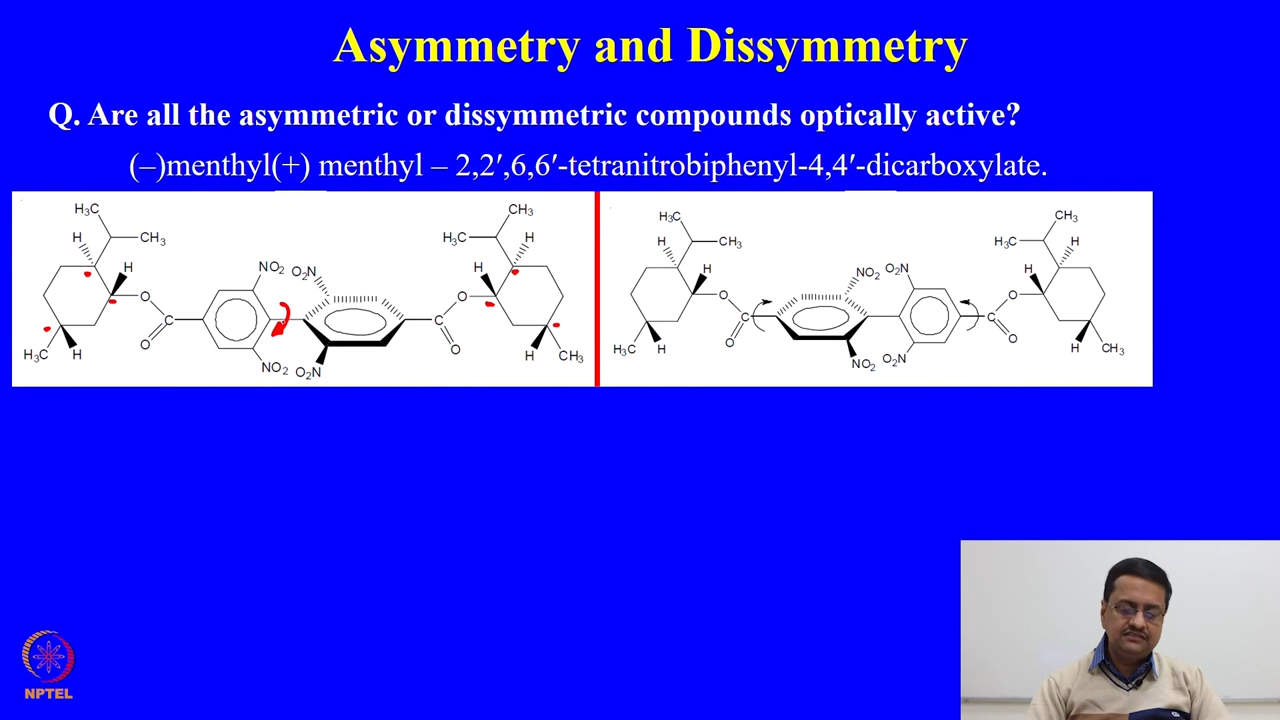 Asymmetry and Dissymmetry
Q. Are all the asymmetric or dissymmetric compounds optically active?
(–)menthyl(+) menthyl – 2,2′,6,6′-tetranitrobiphenyl-4,4′-dicarboxylate.
H₃C
H
CH₃
H
O
C
O
H₃C
H
NO₂
O₂N
NO₂
O₂N
H₃C
CH₃
H
H
O
C
O
H
CH₃
H₃C
H
CH₃
H
O
C
O
H₃C
H
NO₂
O₂N
NO₂
O₂N
CH₃
H₃C
H
H
O
C
O
H
CH₃
NPTEL